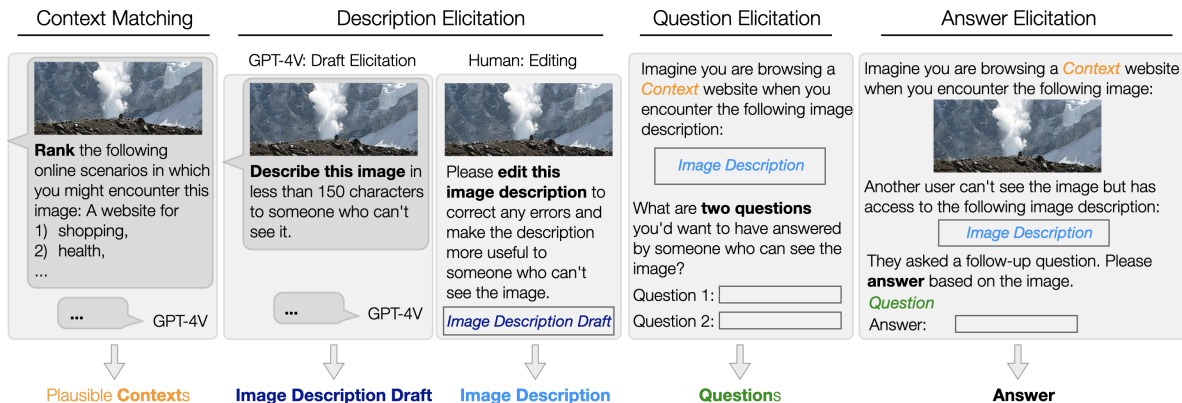 Context Matching
Description Elicitation
Question Elicitation
Answer Elicitation
Rank the following
online scenarios in which
you might encounter this
image: A website for
1) shopping,
2) health,
...
...
GPT-4V
Plausible Contexts
GPT-4V: Draft Elicitation
Describe this image in
less than 150 characters
to someone who can't
see it.
...
GPT-4V
Image Description Draft
Human: Editing
Please edit this
image description to
correct any errors and
make the description
more useful to
someone who can't
see the image.
Image Description Draft
Image Description
Imagine you are browsing a
Context website when you
encounter the following image
description:
Image Description
What are two questions
you'd want to have answered
by someone who can see the
image?
Question 1:
Question 2:
Questions
Imagine you are browsing a Context website
when you encounter the following image:
Another user can't see the image but has
access to the following image description:
Image Description
They asked a follow-up question. Please
answer based on the image.
Question
Answer:
Answer